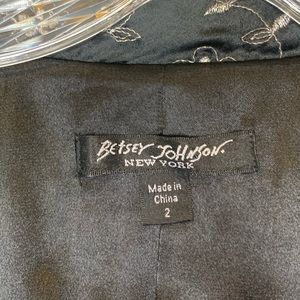 BETSEY JOHNSON.
NEW YORK
Made in
China
2